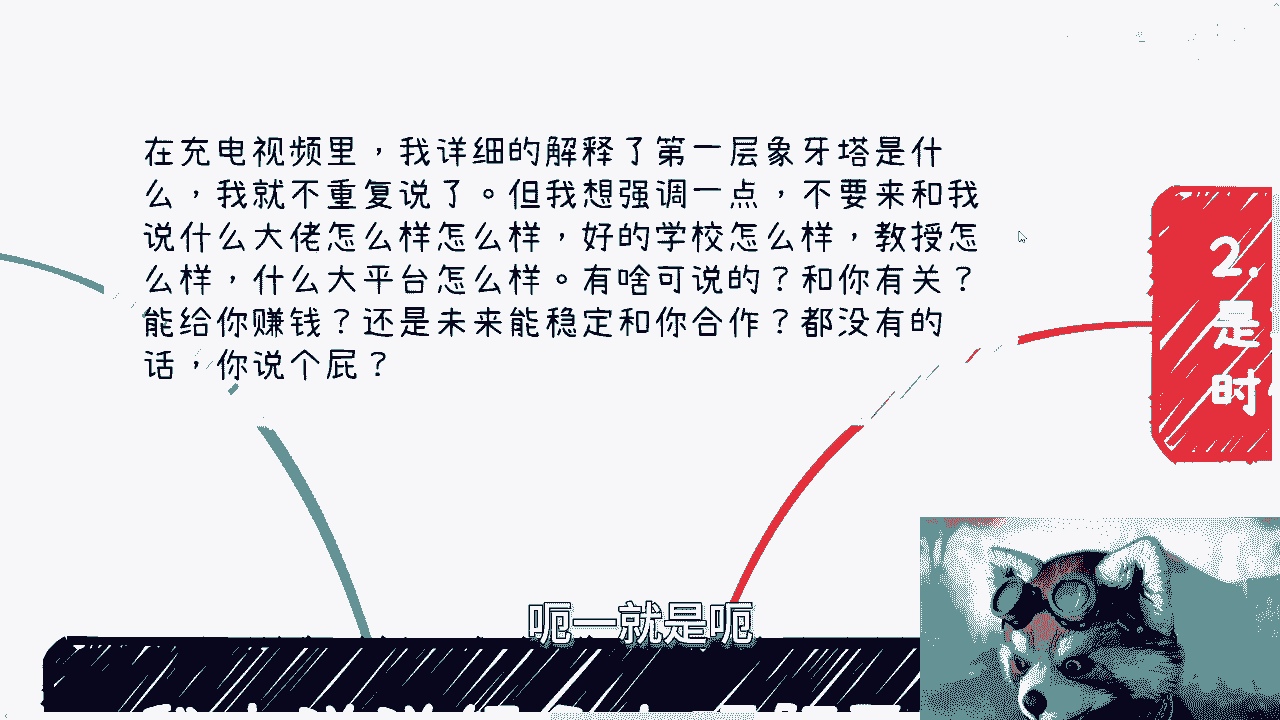 在充电视频里，我详细的解释了第一层象牙塔是什
么，我就不重复说了。但我想强调一点，不要来和我
说什么大佬怎么样怎么样，好的学校怎么样，教授怎
么样，什么大平台怎么样。有啥可说的？和你有关？
能给你赚钱？还是未来能稳定和你合作？都没有的
话，你说个屁？
2.
是
时
呃一就是呃